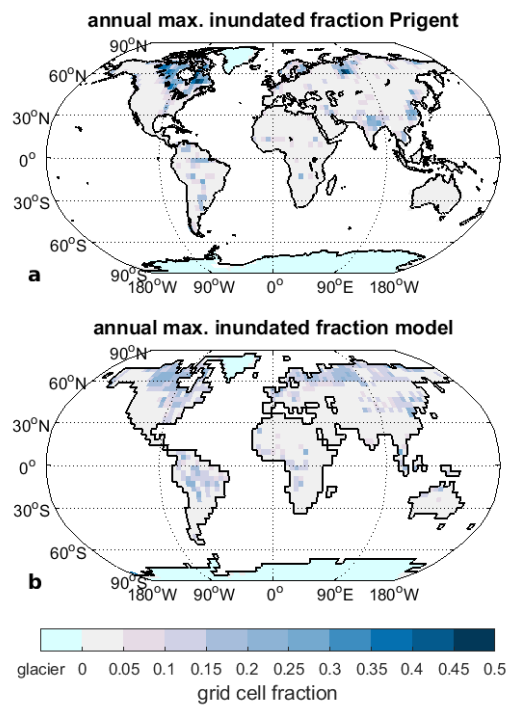 annual max. inundated fraction Prigent
90°N
60°N
30°N
0°
30°S
60°S
90°S
180°W 90°W 0° 90°E 180°W
a
annual max. inundated fraction model
90°N
60°N
30°N
0°
30°S
60°S
90°S
180°W 90°W 0° 90°E 180°W
b
glacier 0 0.05 0.1 0.15 0.2 0.25 0.3 0.35 0.4 0.45 0.5
grid cell fraction